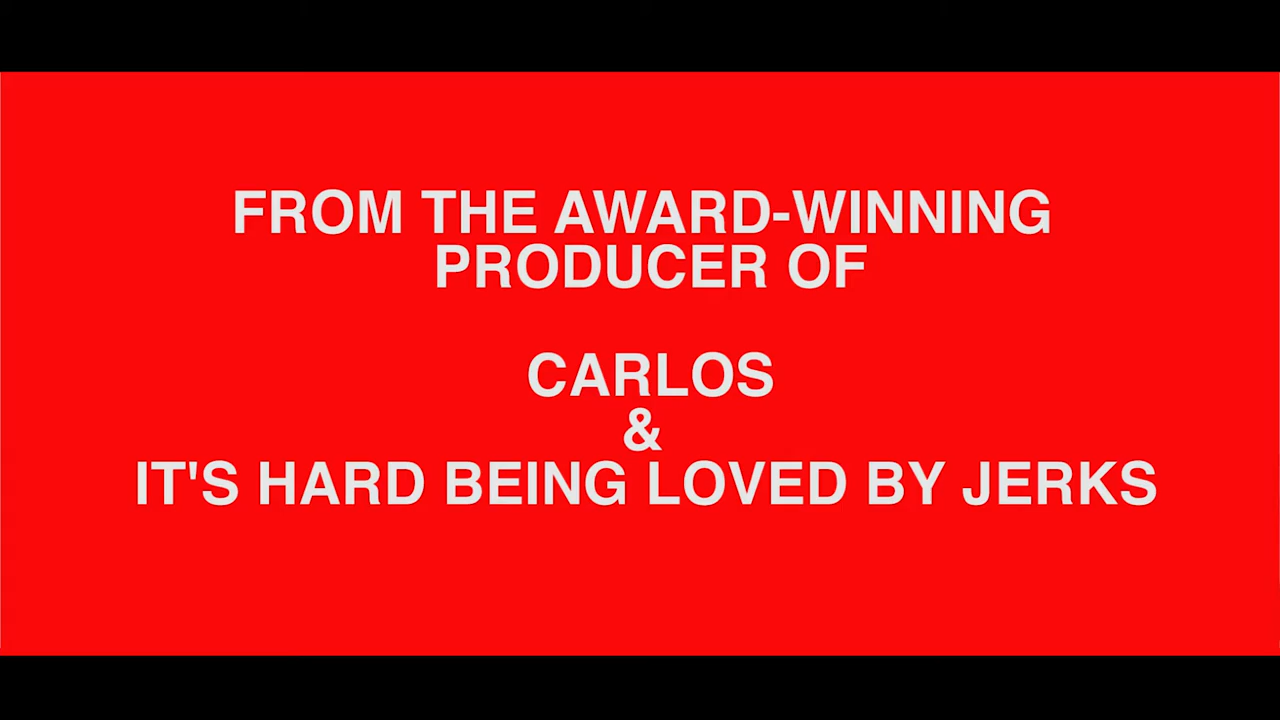 FROM THE AWARD-WINNING
PRODUCER OF
CARLOS
&
IT'S HARD BEING LOVED BY JERKS